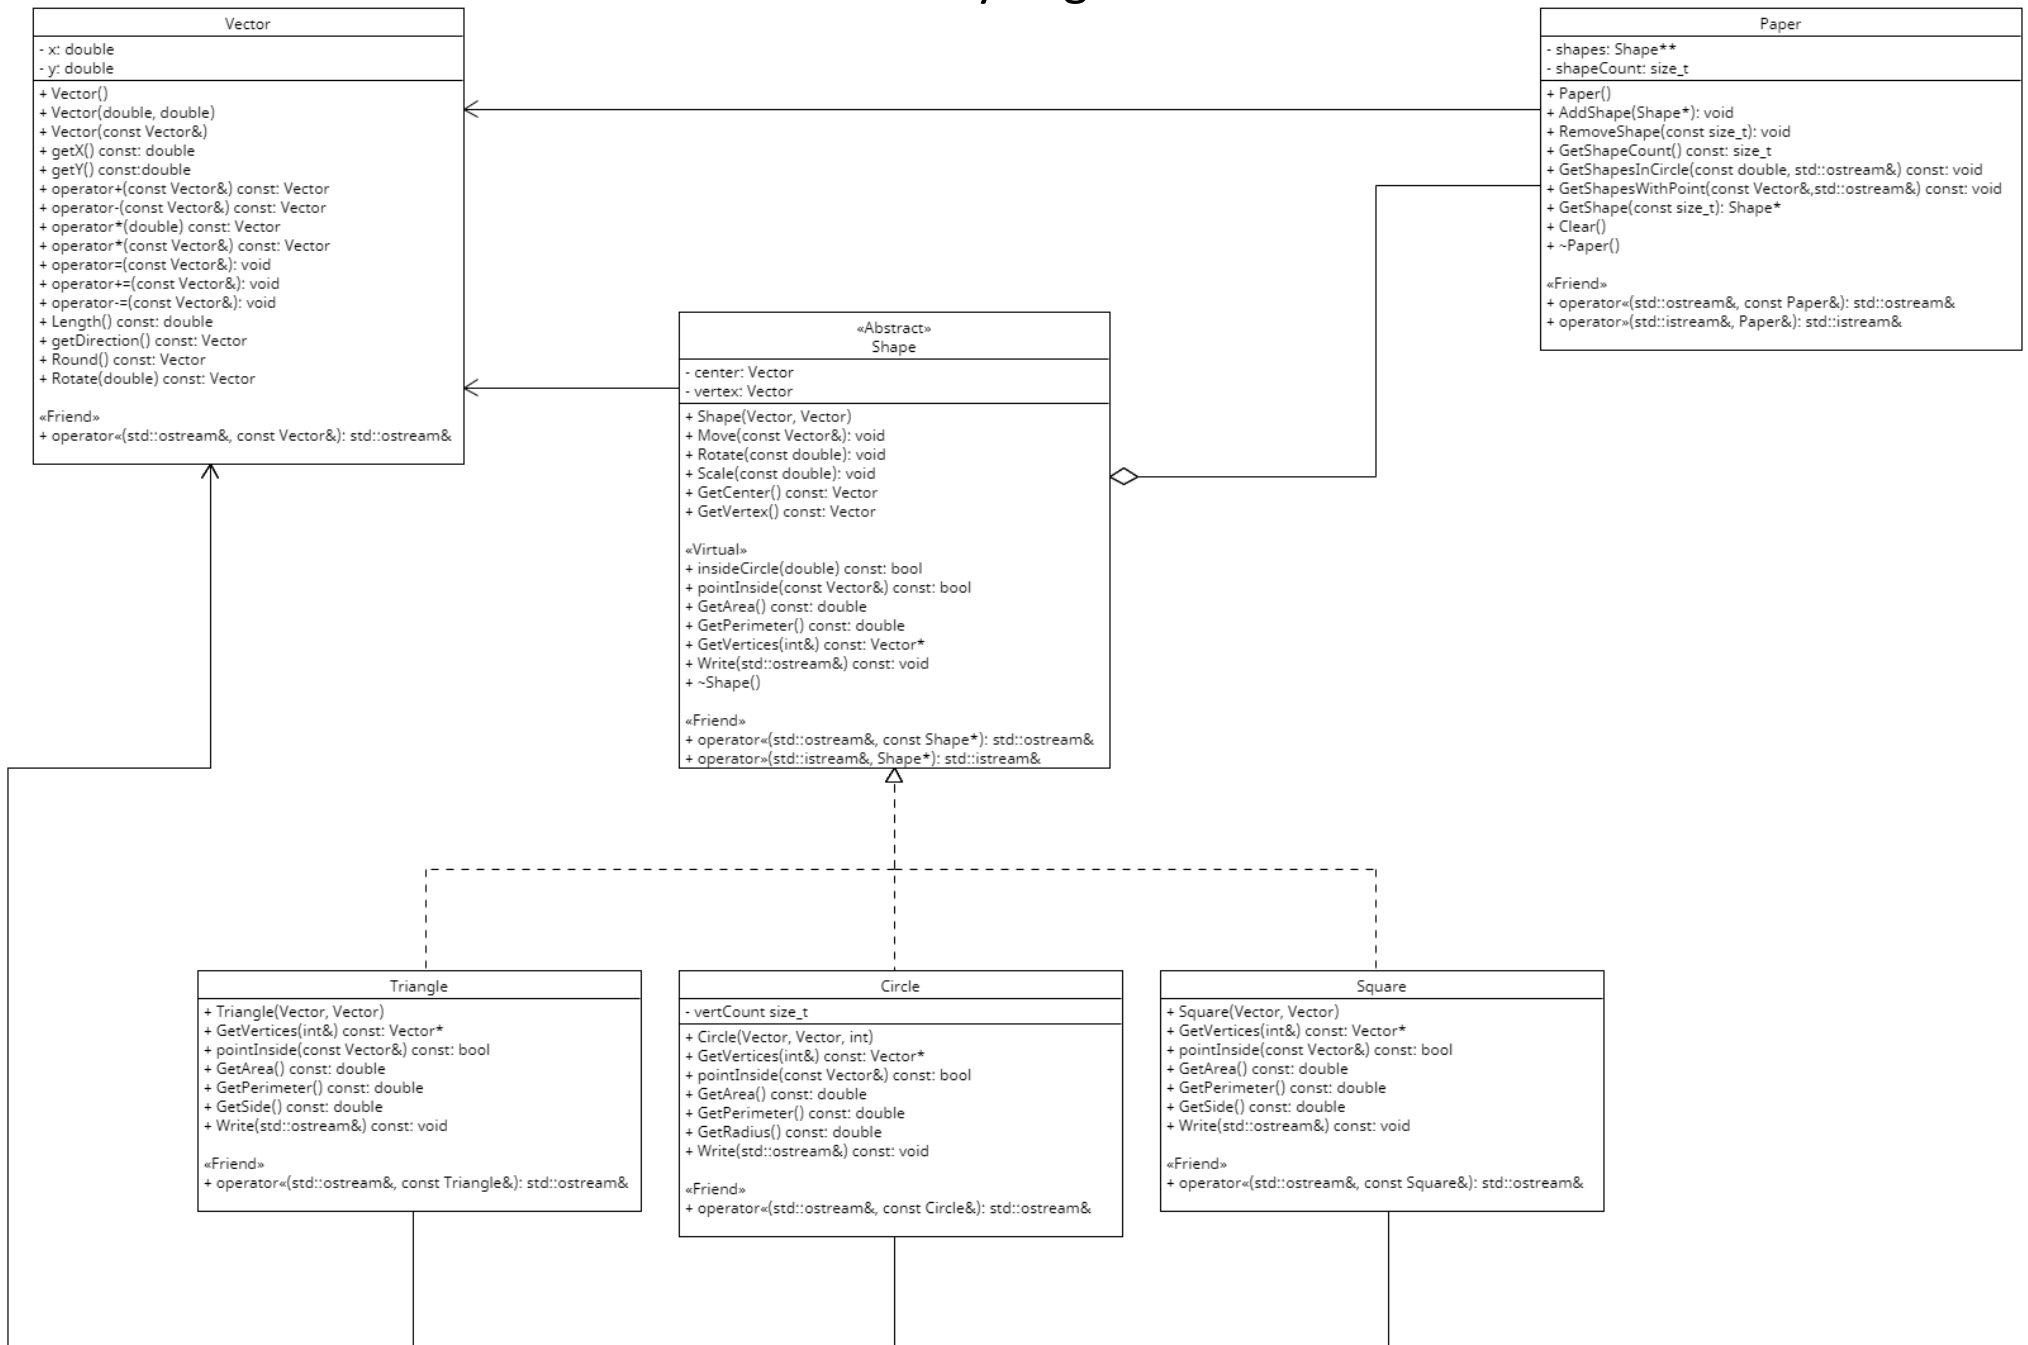 Vector
- x: double
- y: double
+ Vector()
+ Vector(double, double)
+ Vector(const Vector&)
+ getX() const: double
+ getY() const:double
+ operator+(const Vector&) const: Vector
+ operator-(const Vector&) const: Vector
+ operator*(double) const: Vector
+ operator*(const Vector&) const: Vector
+ operator=(const Vector&): void
+ operator+=(const Vector&): void
+ operator-=(const Vector&): void
+ Length() const: double
+ getDirection() const: Vector
+ Round() const: Vector
+ Rotate(double) const: Vector
«Friend»
+ operator«(std::ostream&, const Vector&): std::ostream&
Paper
- shapes: Shape**
- shapeCount: size_t
+ Paper()
+ AddShape(Shape*): void
+ RemoveShape(const size_t): void
+ GetShapeCount() const: size_t
+ GetShapesInCircle(const double, std::ostream&) const: void
+ GetShapesWithPoint(const Vector&,std::ostream&) const: void
+ GetShape(const size_t): Shape*
+ Clear()
+ ~Paper()
«Friend»
+ operator«(std::ostream&, const Paper&): std::ostream&
+ operator»(std::istream&, Paper&): std::istream&
«Abstract»
Shape
- center: Vector
- vertex: Vector
+ Shape(Vector, Vector)
+ Move(const Vector&): void
+ Rotate(const double): void
+ Scale(const double): void
+ GetCenter() const: Vector
+ GetVertex() const: Vector
«Virtual»
+ insideCircle(double) const: bool
+ pointInside(const Vector&) const: bool
+ GetArea() const: double
+ GetPerimeter() const: double
+ GetVertices(int&) const: Vector*
+ Write(std::ostream&) const: void
+ ~Shape()
«Friend»
+ operator«(std::ostream&, const Shape*): std::ostream&
+ operator»(std::istream&, Shape*): std::istream&
Triangle
+ Triangle(Vector, Vector)
+ GetVertices(int&) const: Vector*
+ pointInside(const Vector&) const: bool
+ GetArea() const: double
+ GetPerimeter() const: double
+ GetSide() const: double
+ Write(std::ostream&) const: void
«Friend»
+ operator«(std::ostream&, const Triangle&): std::ostream&
Circle
- vertCount size_t
+ Circle(Vector, Vector, int)
+ GetVertices(int&) const: Vector*
+ pointInside(const Vector&) const: bool
+ GetArea() const: double
+ GetPerimeter() const: double
+ GetRadius() const: double
+ Write(std::ostream&) const: void
«Friend»
+ operator«(std::ostream&, const Circle&): std::ostream&
Square
+ Square(Vector, Vector)
+ GetVertices(int&) const: Vector*
+ pointInside(const Vector&) const: bool
+ GetArea() const: double
+ GetPerimeter() const: double
+ GetSide() const: double
+ Write(std::ostream&) const: void
«Friend»
+ operator«(std::ostream&, const Square&): std::ostream&